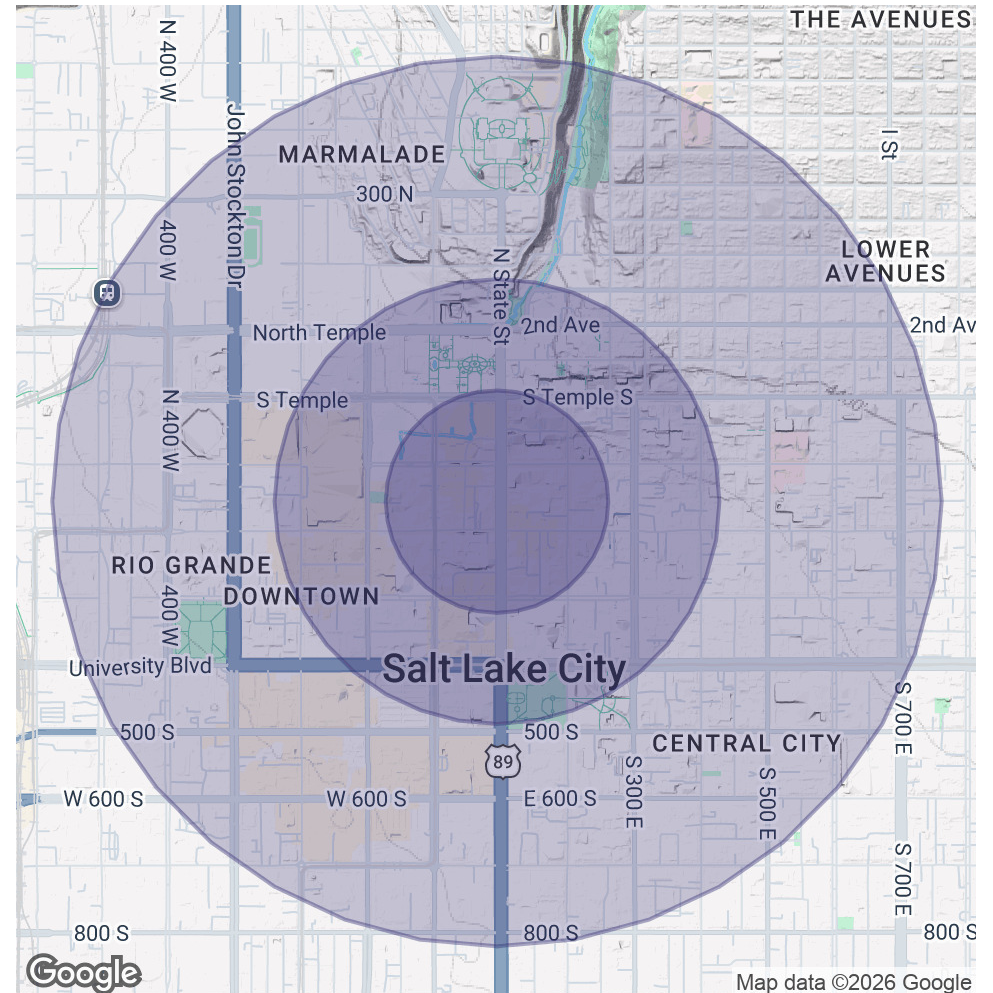 THE AVENUES
N 400 W
John Stockton Dr
I St
MARMALADE
300 N
400 W
LOWER
AVENUES
N State St
North Temple
2nd Ave
2nd Av
S Temple
S Temple S
N 400 W
RIO GRANDE
DOWNTOWN
400 W
University Blvd
Salt Lake City
S 700 E
500 S
500 S
CENTRAL CITY
89
S 300 E
S 500 E
W 600 S
W 600 S
E 600 S
S 700 E
800 S
800 S
800 S
Google
Map data ©2026 Google